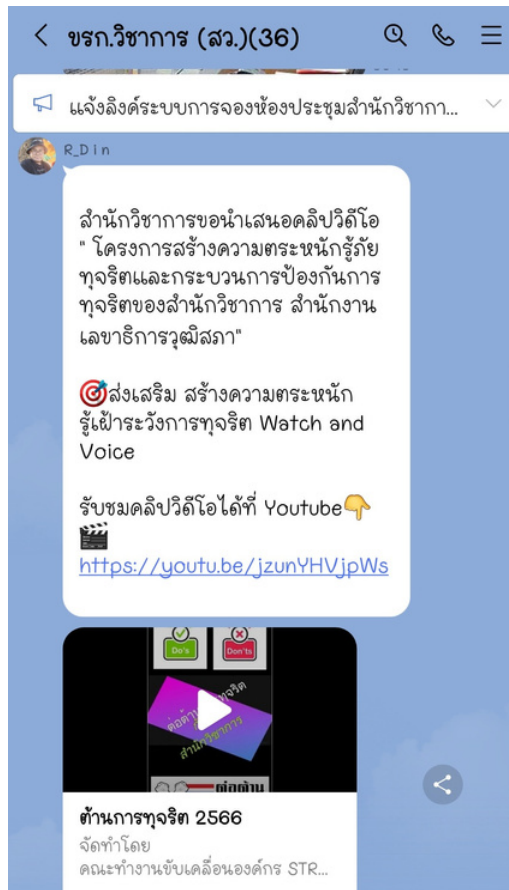 ขรก.วิชาการ (สว.)(36)
แจ้งลิงค์ระบบการจองห้องประชุมสำนักวิชากา...
R_Din
สำนักวิชาการขอนำเสนอคลิปวิดีโอ
" โครงการสร้างความตระหนักรู้ภัย
ทุจริตและกระบวนการป้องกันการ
ทุจริตของสำนักวิชาการ สำนักงาน
เลขาธิการวุฒิสภา"
🎯ส่งเสริม สร้างความตระหนัก
รู้เฝ้าระวังการทุจริต Watch and
Voice
รับชมคลิปวิดีโอได้ที่ Youtube👇
🎬
https://youtu.be/jzunYHVjpWs
Do's
Don'ts
สำนักวิชาการ
ต่อต้าน
ต้านการทุจริต 2566
จัดทำโดย
คณะทำงานขับเคลื่อนองค์กร STR...